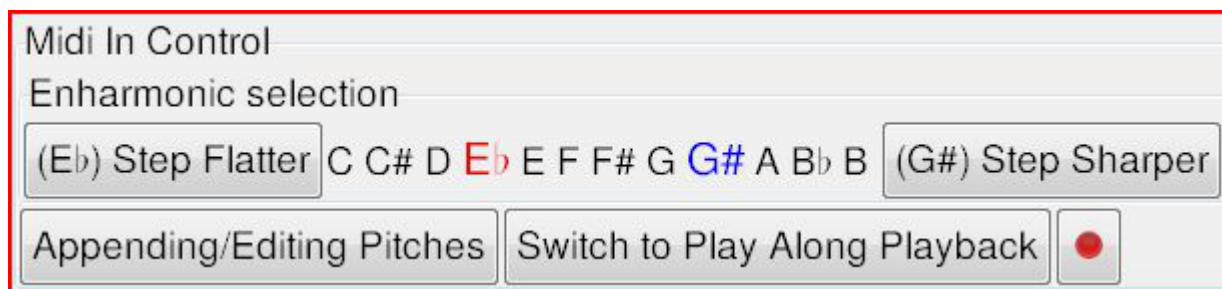 Midi In Control
Enharmonic selection
(E♭) Step Flatter C C# D E♭ E F F# G G# A B♭ B (G#) Step Sharper
Appending/Editing Pitches Switch to Play Along Playback